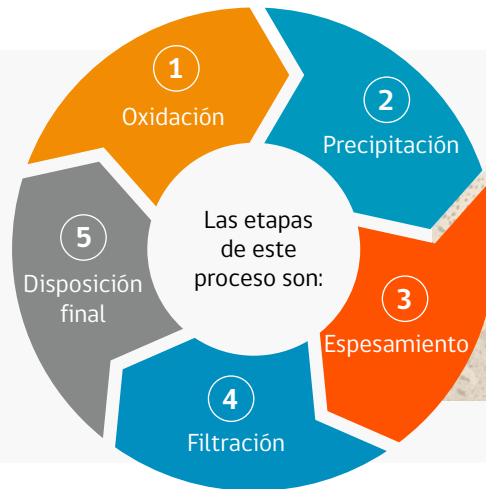 Las etapas
de este
proceso son:
1
Oxidación
2
Precipitación
3
Espesamiento
4
Filtración
5
Disposición
final